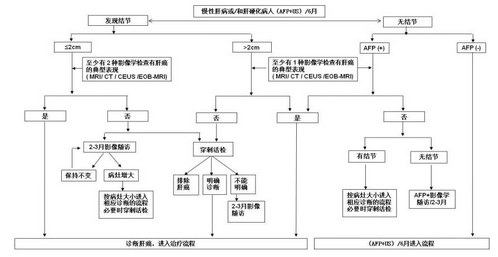 慢性肝病或/和肝硬化病人（AFP+US）/6月
发现结节
无结节
≤2cm
>2cm
AFP (+)
AFP (-)
至少有2种影像学检查有肝癌
的典型表现
( MRI/ CT / CEUS /EOB-MRI)
至少有1种影像学检查有肝癌
的典型表现
( MRI/ CT / CEUS /EOB-MRI)
是
否
否
是
否
2-3月影像随访
穿刺活检
有结节
无结节
保持不变
病灶增大
排除
肝癌
明确
诊断
不能
明确
按病灶大小进入
相应诊断的流程
必要时穿刺活检
2-3月影像
随访
按病灶大小进入
相应诊断的流程
必要时穿刺活检
AFP+影像学
随访/2-3月
诊断肝癌、进入治疗流程
（AFP+US）/6月进入流程